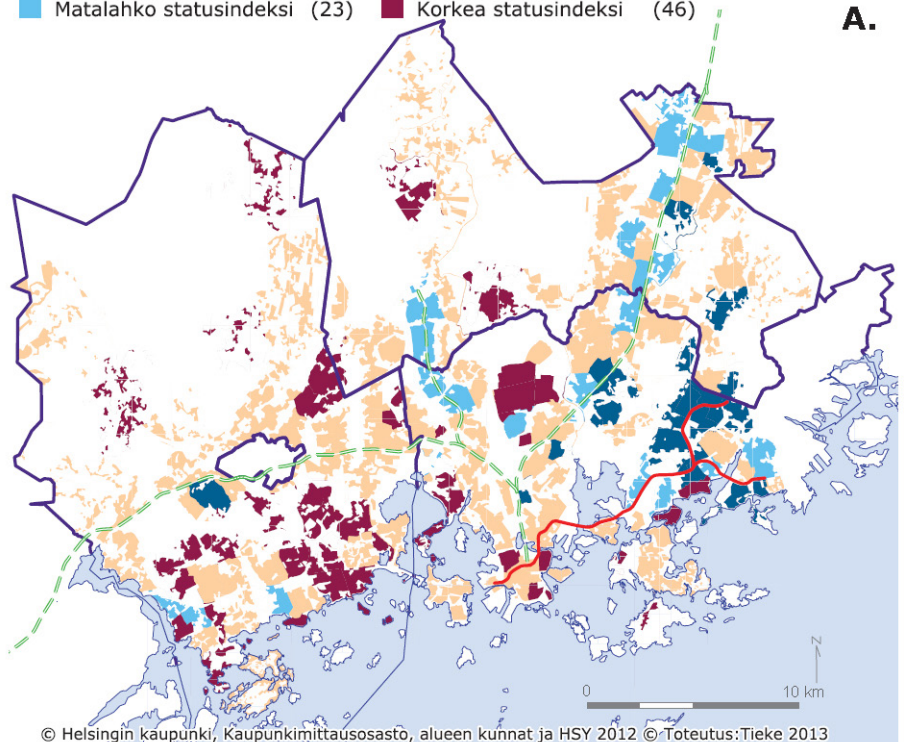 Matalahko statusindeksi (23) Korkea statusindeksi (46)
A.
N
0 10 km
© Helsingin kaupunki, Kaupunkimittausosasto, alueen kunnat ja HSY 2012 © Toteutus:Tieke 2013